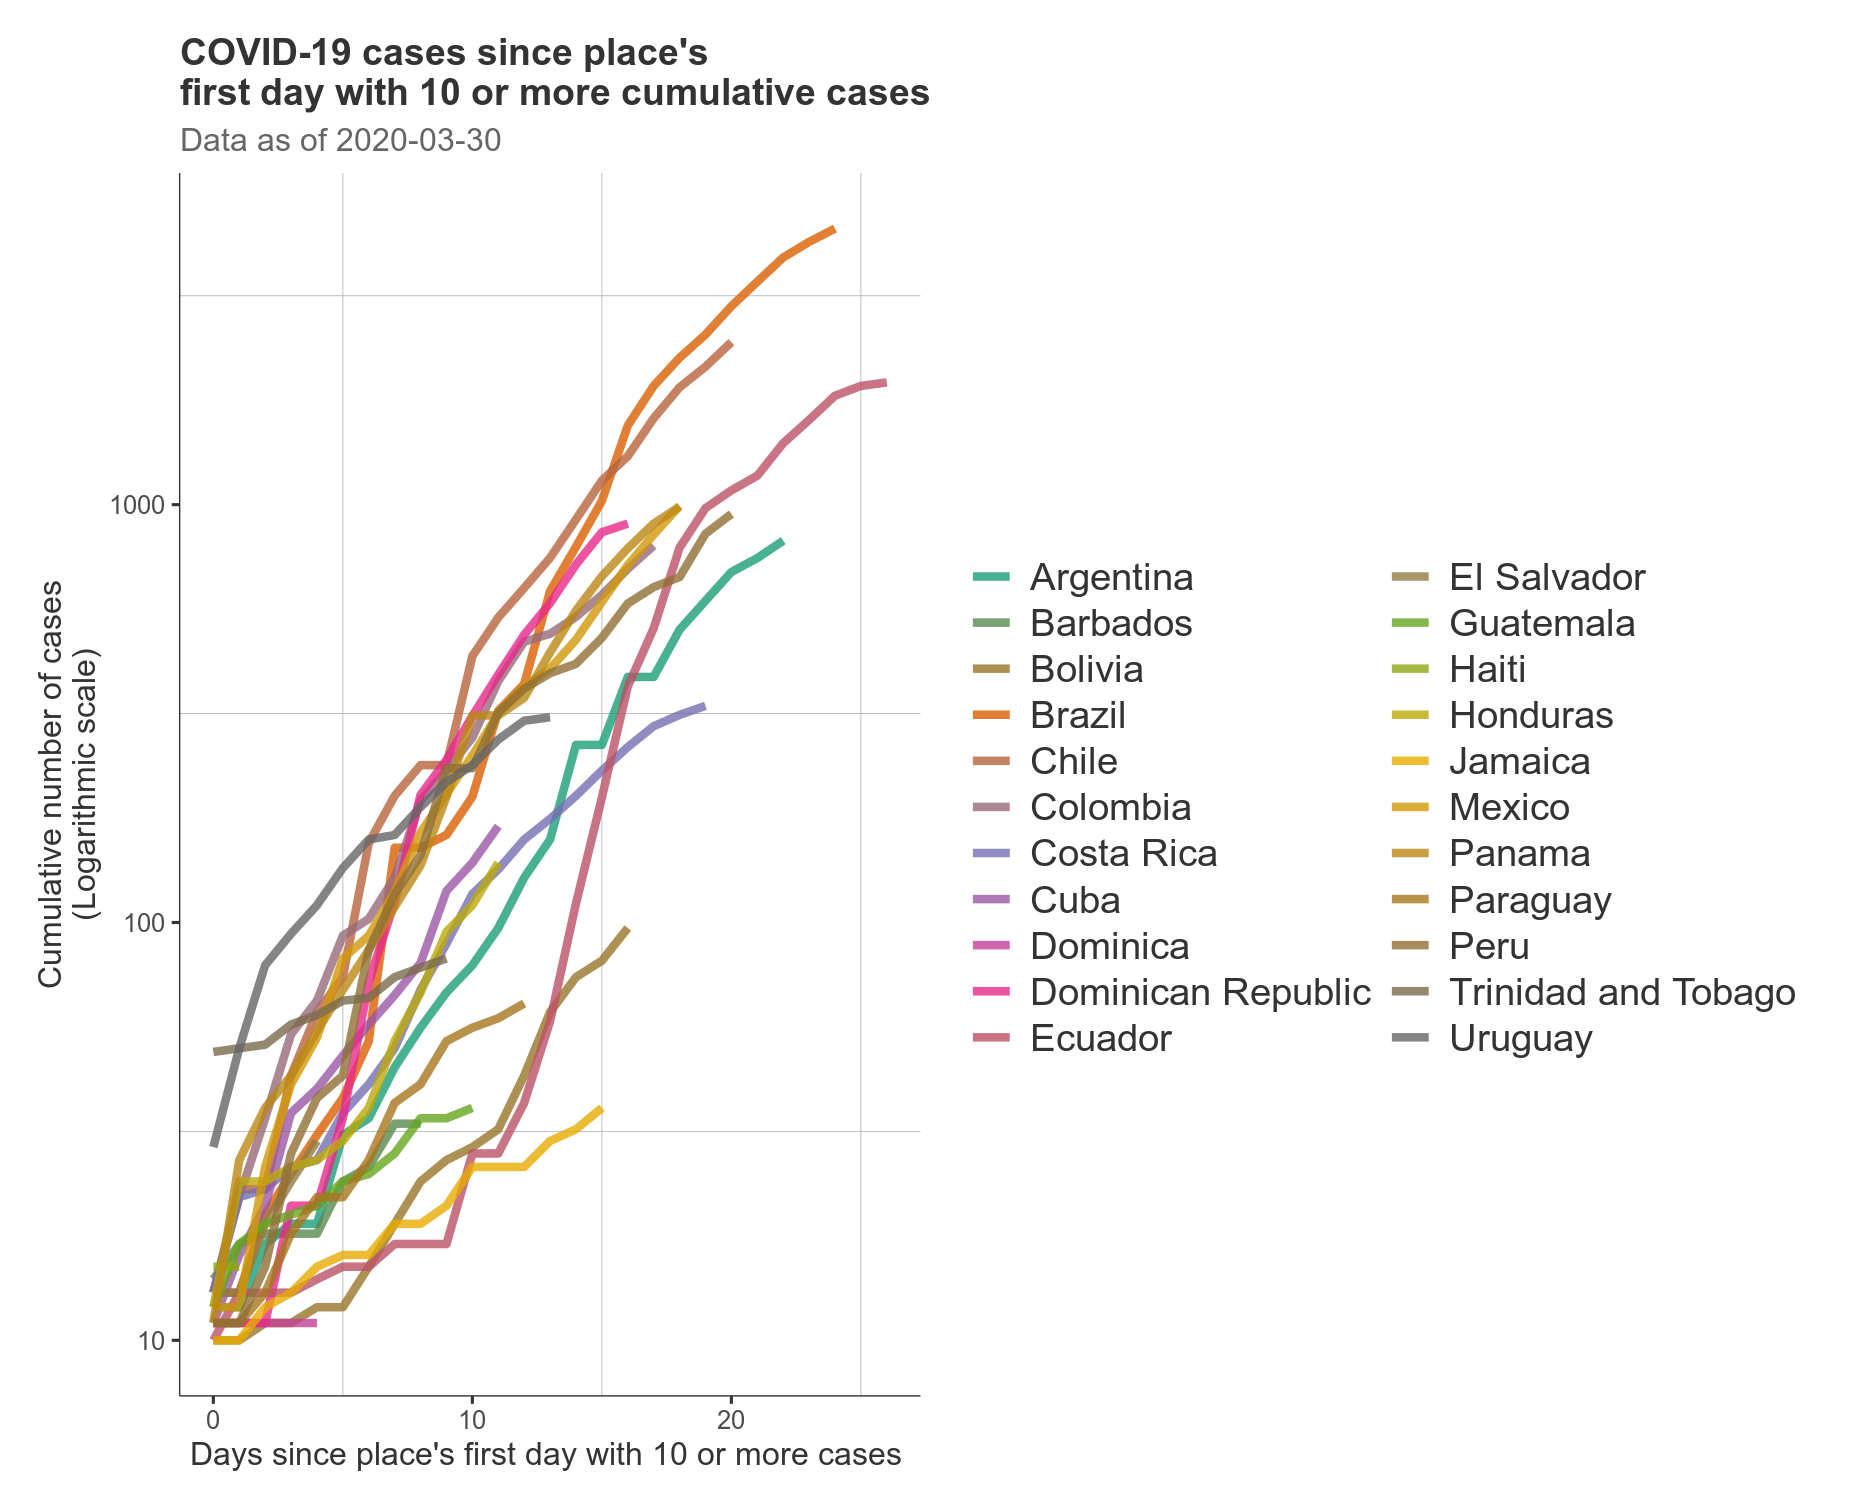 COVID-19 cases since place's
first day with 10 or more cumulative cases
Data as of 2020-03-30
Cumulative number of cases
(Logarithmic scale)
1000
100
10
0
10
20
Days since place's first day with 10 or more cases
Argentina
Barbados
Bolivia
Brazil
Chile
Colombia
Costa Rica
Cuba
Dominica
Dominican Republic
Ecuador
El Salvador
Guatemala
Haiti
Honduras
Jamaica
Mexico
Panama
Paraguay
Peru
Trinidad and Tobago
Uruguay